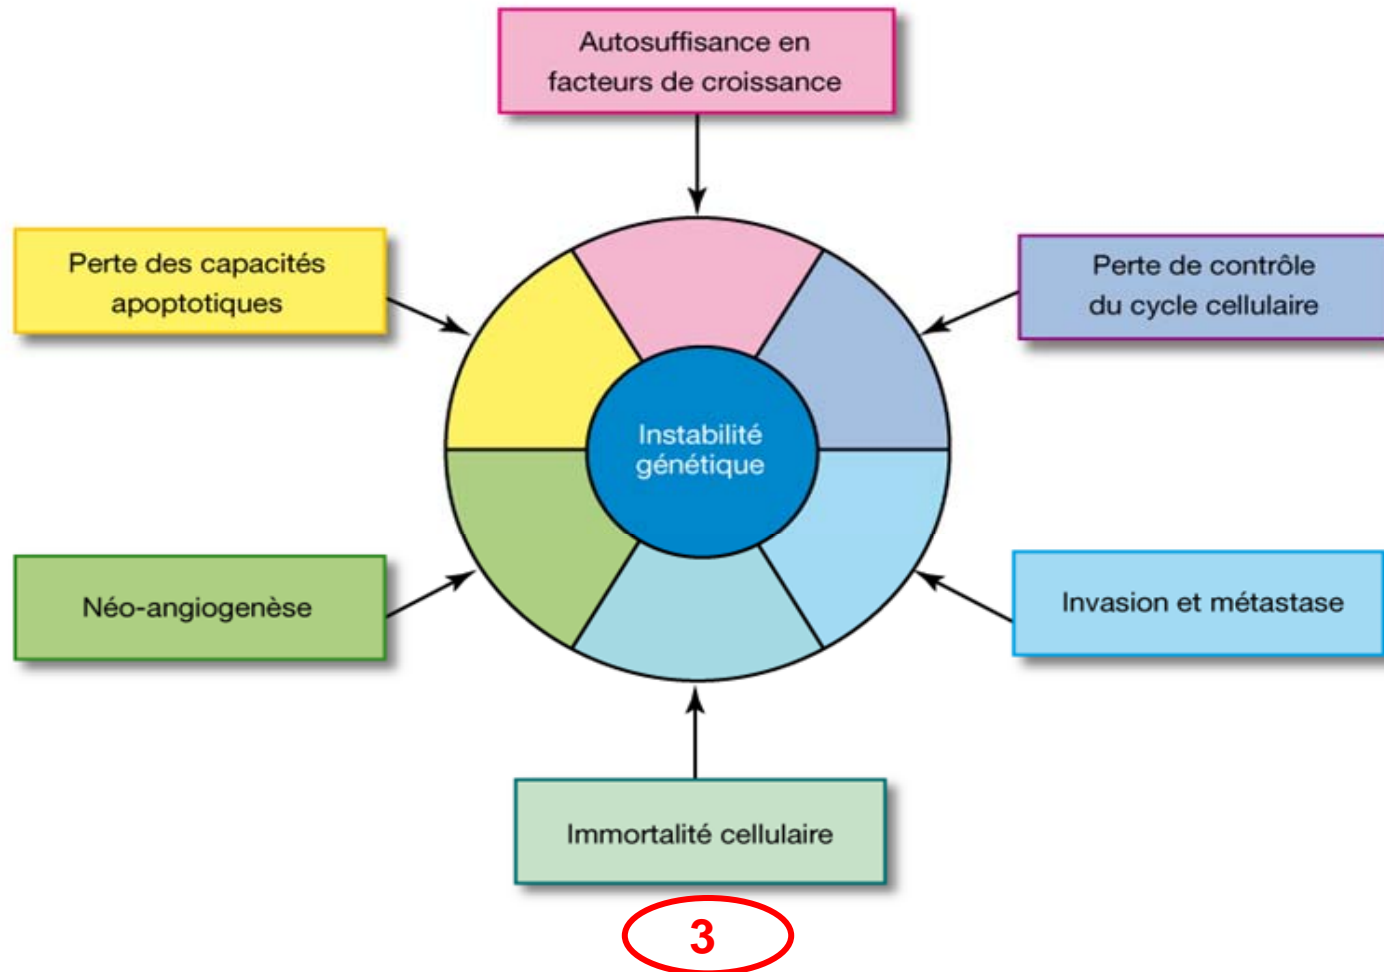 Autosuffisance en
facteurs de croissance
Perte des capacités
apoptotiques
Perte de contrôle
du cycle cellulaire
Instabilité
génétique
Néo-angiogenèse
Invasion et métastase
Immortalité cellulaire
3